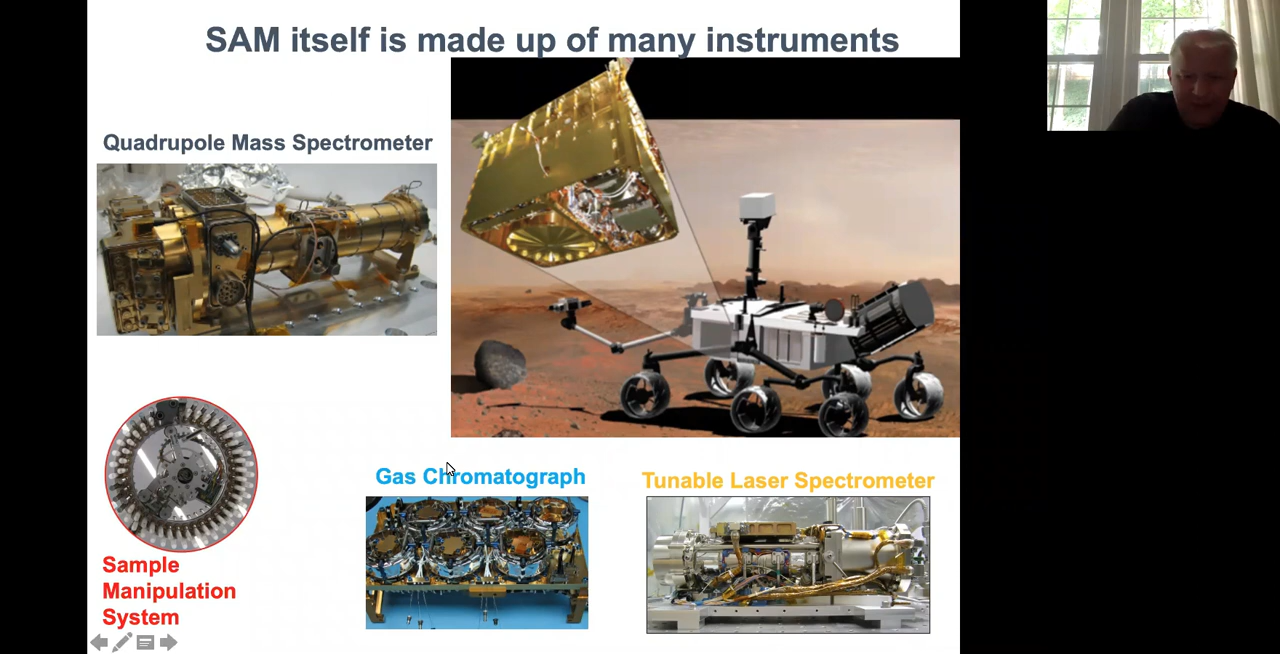 SAM itself is made up of many instruments
Quadrupole Mass Spectrometer
Gas Chromatograph
Tunable Laser Spectrometer
Sample
Manipulation
System